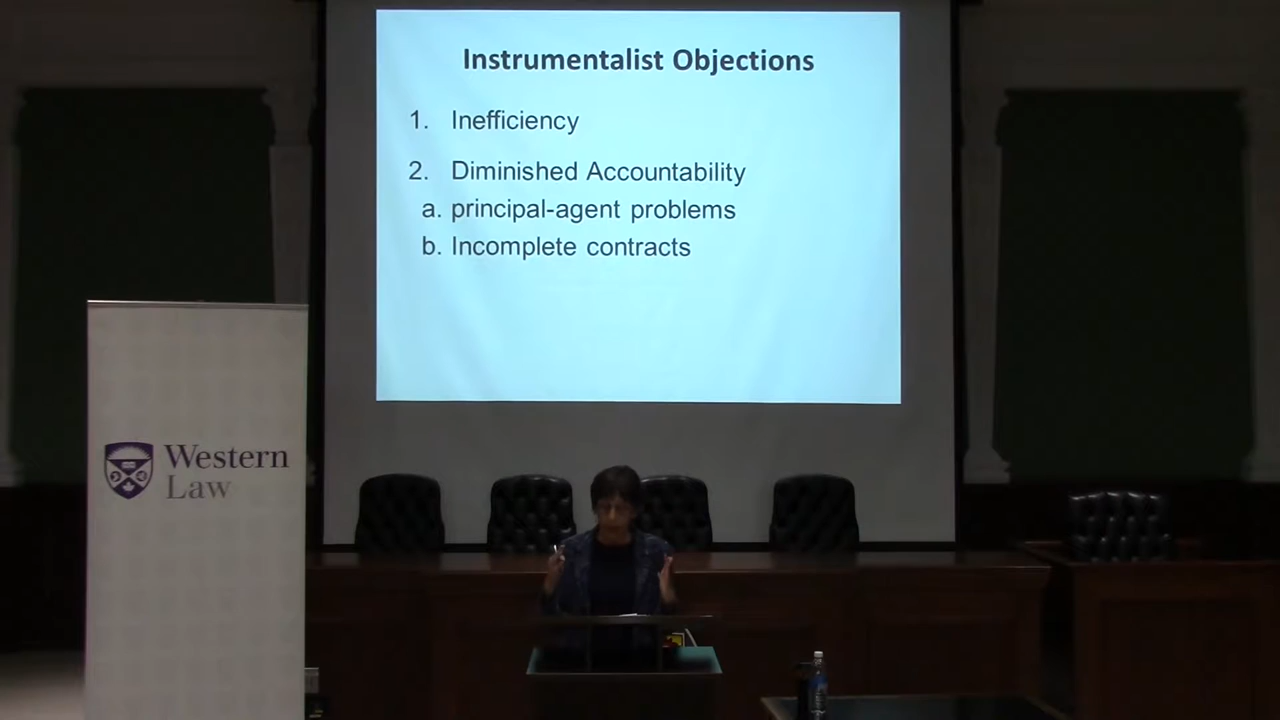 Instrumentalist Objections
1. Inefficiency
2. Diminished Accountability
a. principal-agent problems
b. Incomplete contracts
Western
Law